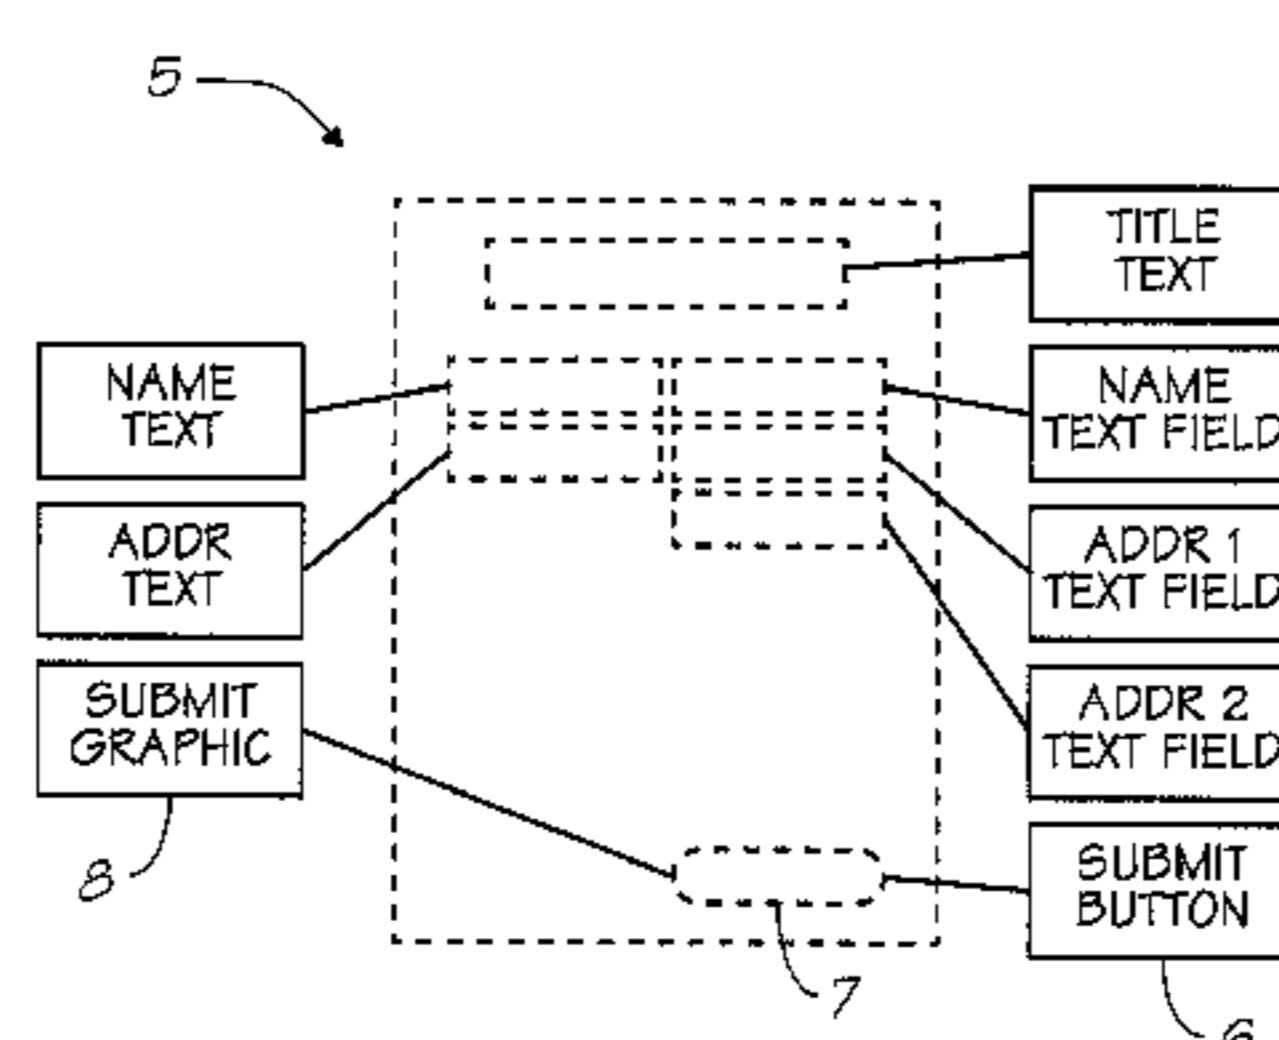 5
TITLE
TEXT
NAME
TEXT
NAME
TEXT FIELD
ADDR
TEXT
ADDR 1
TEXT FIELD
SUBMIT
GRAPHIC
ADDR 2
TEXT FIELD
8
SUBMIT
BUTTON
7
6